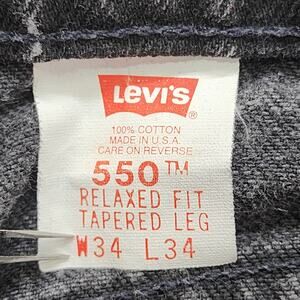 LEVI'S
®
100% COTTON
MADE IN U.S.A.
CARE ON REVERSE
550™
RELAXED FIT
TAPERED LEG
W34 L34